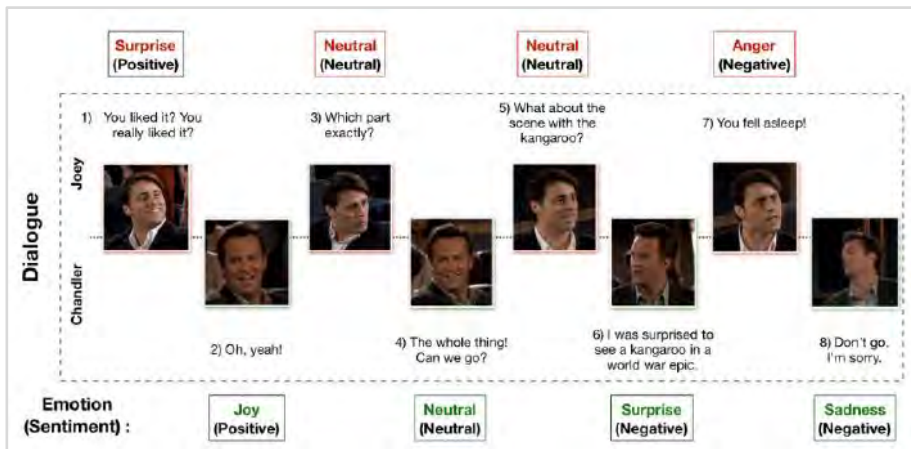 Surprise
(Positive)
Neutral
(Neutral)
Neutral
(Neutral)
Anger
(Negative)
1) You liked it? You
really liked it?
3) Which part
exactly?
5) What about the
scene with the
kangaroo?
7) You fell asleep!
Joey
Dialogue
Chandler
2) Oh, yeah!
4) The whole thing!
Can we go?
6) I was surprised to
see a kangaroo in a
world war epic.
8) Don't go.
I'm sorry.
Emotion
(Sentiment) :
Joy
(Positive)
Neutral
(Neutral)
Surprise
(Negative)
Sadness
(Negative)